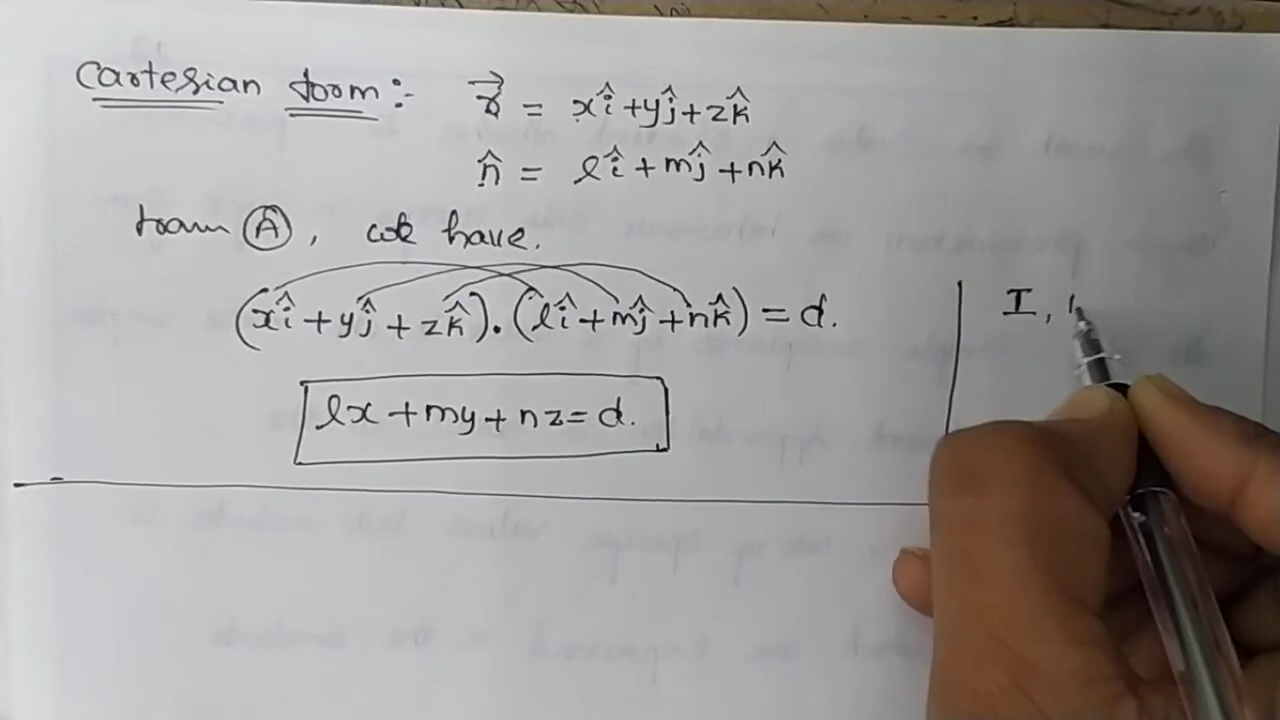 Cartesian form :- r⃗ = xî + yĵ + zk̂
n̂ = lî + mĵ + nk̂
from Ⓐ, we have.
(xî + yĵ + zk̂) . (lî + mĵ + nk̂) = d.
lx + my + nz = d.
I,